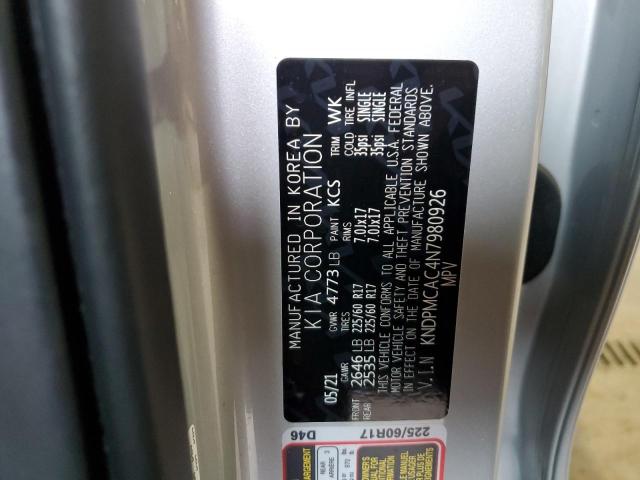 MANUFACTURED IN KOREA BY
KIA CORPORATION
05/21 GVWR 4773 LB PAINT KCS TRIM WK
GAWR TIRES RIMS COLD TIRE INFL
FRONT 2646 LB 225/60 R17 7.0JX17 35psi SINGLE
REAR 2535 LB 225/60 R17 7.0JX17 35psi SINGLE
THIS VEHICLE CONFORMS TO ALL APPLICABLE U.S.A. FEDERAL
MOTOR VEHICLE SAFETY AND THEFT PREVENTION STANDARDS
IN EFFECT ON THE DATE OF MANUFACTURE SHOWN ABOVE.
V.I.N KNDPMCAC4N7980926
MPV
D46
225/60R17
REAR
ARRIÈRE 3